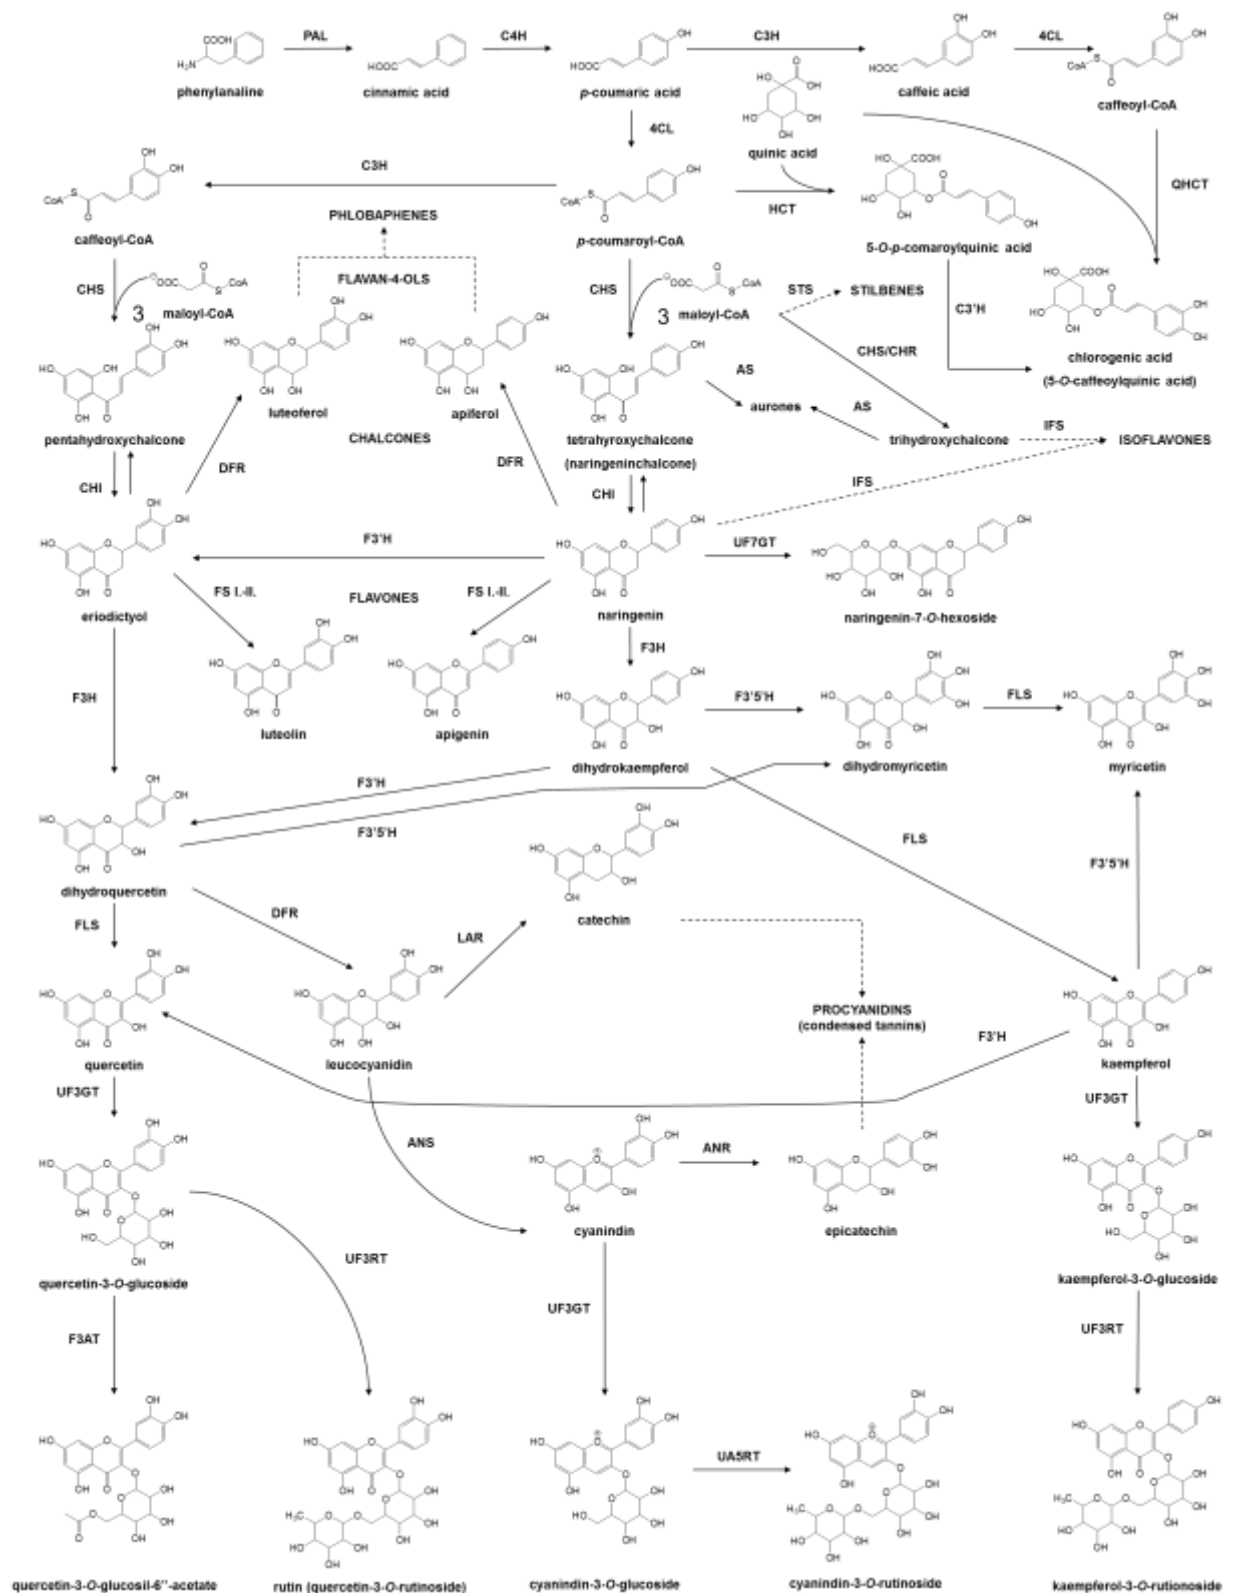 PAL
C4H
C3H
4CL
phenylanaline
cinnamic acid
p-coumaric acid
caffeic acid
caffeoyl-CoA
4CL
quinic acid
C3H
HCT
QHCT
PHLOBAPHENES
caffeoyl-CoA
p-coumaroyl-CoA
5-O-p-comaroylquinic acid
FLAVAN-4-OLS
CHS
3 maloyl-CoA
CHS
3 maloyl-CoA
STS
STILBENES
C3'H
CHS/CHR
chlorogenic acid
(5-O-caffeoylquinic acid)
AS
aurones
AS
luteoferol
apiferol
pentahydroxychalcone
CHALCONES
tetrahyroxychalcone
(naringeninchalcone)
trihydroxychalcone
IFS
ISOFLAVONES
DFR
DFR
CHI
CHI
IFS
F3'H
UF7GT
FS I.-II.
FLAVONES
FS I.-II.
eriodictyol
naringenin
naringenin-7-O-hexoside
F3H
F3H
F3'5'H
FLS
luteolin
apigenin
dihydrokaempferol
dihydromyricetin
myricetin
F3'H
F3'5'H
FLS
F3'5'H
dihydroquercetin
catechin
FLS
DFR
LAR
PROCYANIDINS
(condensed tannins)
F3'H
quercetin
leucocyanidin
kaempferol
UF3GT
UF3GT
ANS
ANR
cyanindin
epicatechin
quercetin-3-O-glucoside
UF3RT
kaempferol-3-O-glucoside
UF3GT
F3AT
UF3RT
UA5RT
quercetin-3-O-glucosil-6''-acetate
rutin (quercetin-3-O-rutinoside)
cyanindin-3-O-glucoside
cyanindin-3-O-rutinoside
kaempferol-3-O-rutionoside